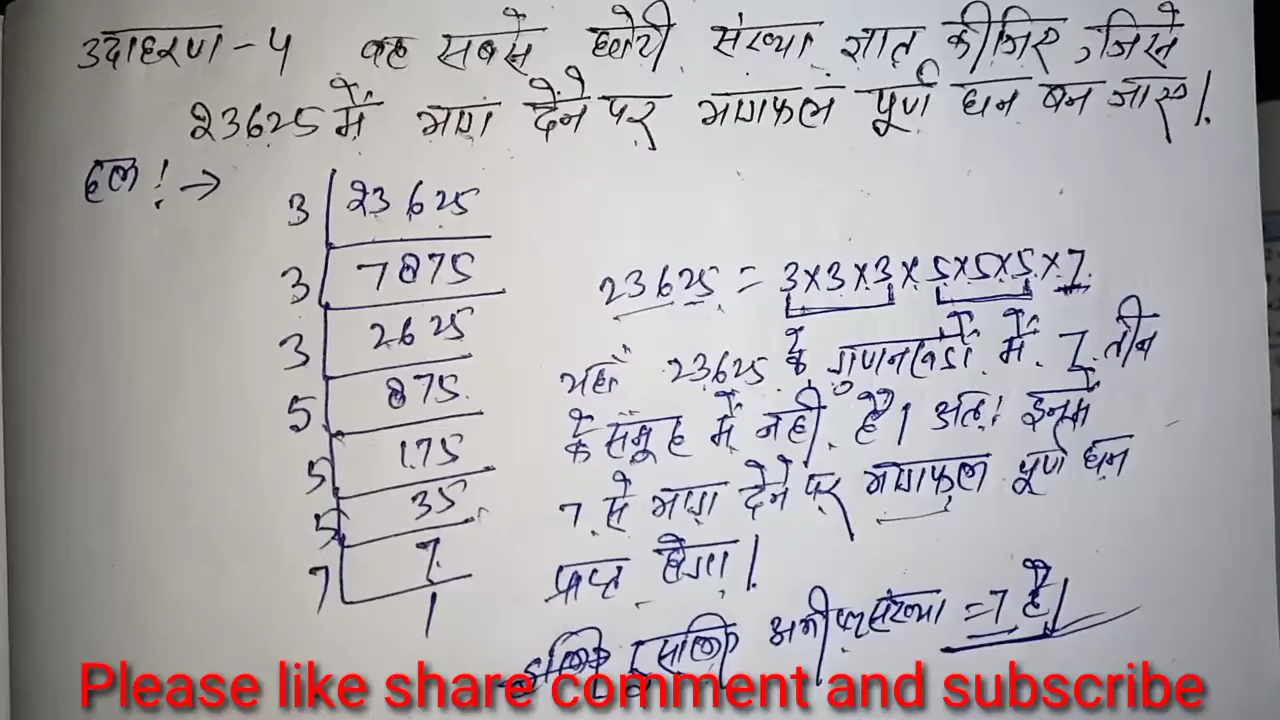 उदाहरण-4 वह सबसे छोटी संख्या ज्ञात कीजिए, जिसे
23625 में भाग देने पर भागफल पूर्ण घन बन जाए।
हल! →
3 | 23625
3 | 7875
3 | 2625
5 | 875
5 | 175
5 | 35
7 | 7
1
23625 = 3×3×3×5×5×5×7
यहाँ 23625 के गुणनखंडों में 7 तीन
के समूह में नहीं है। अतः इनमें
7 से भाग देने पर भागफल पूर्ण घन
प्राप्त होगा।
इसलिए अभीष्ट संख्या = 7 है।
Please like share comment and subscribe